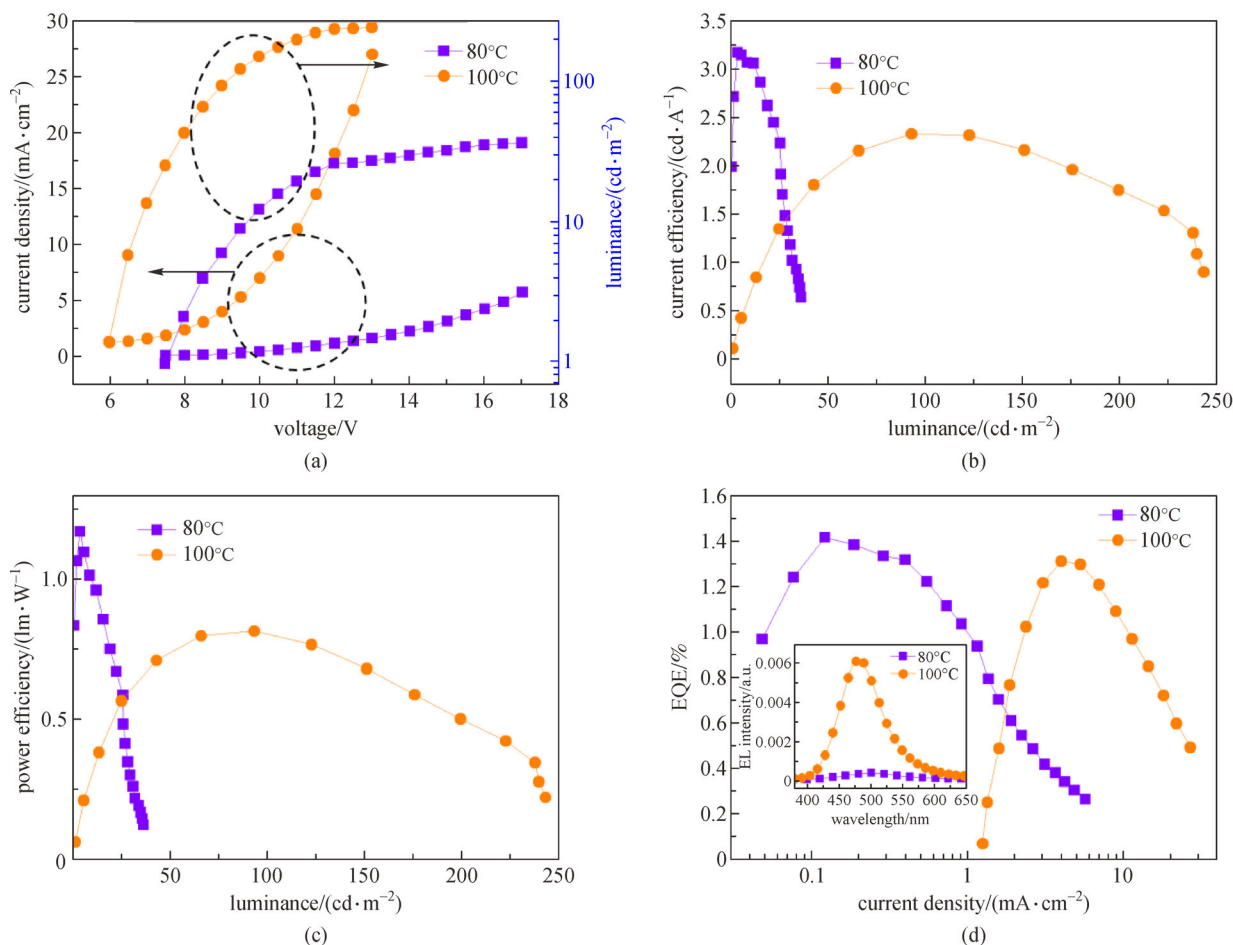 30
25
20
15
10
5
0
current density/(mA·cm⁻²)
80°C
100°C
100
10
1
luminance/(cd·m⁻²)
6 8 10 12 14 16 18
voltage/V
(a)
3.5
3.0
2.5
2.0
1.5
1.0
0.5
0
current efficiency/(cd·A⁻¹)
80°C
100°C
0 50 100 150 200 250
luminance/(cd·m⁻²)
(b)
1.0
0.5
0
power efficiency/(lm·W⁻¹)
80°C
100°C
50 100 150 200 250
luminance/(cd·m⁻²)
(c)
1.6
1.4
1.2
1.0
0.8
0.6
0.4
0.2
0
EQE/%
80°C
100°C
0.006
0.004
0.002
0
EL intensity/a.u.
80°C
100°C
400 450 500 550 600 650
wavelength/nm
0.1 1 10
current density/(mA·cm⁻²)
(d)